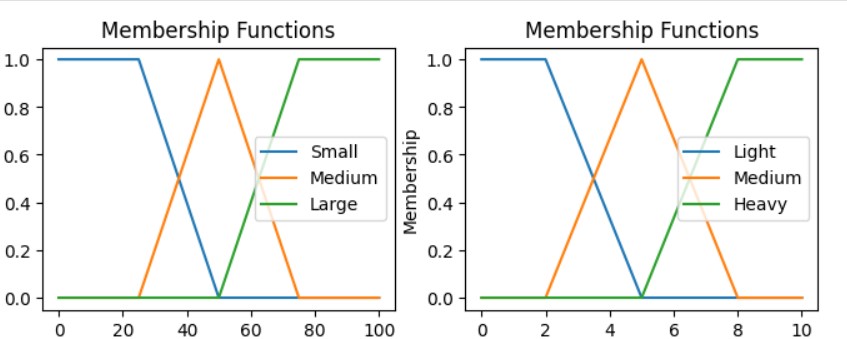 Membership Functions
1.0
0.8
0.6
0.4
0.2
0.0
0 20 40 60 80 100
Small
Medium
Large
Membership Functions
Membership
1.0
0.8
0.6
0.4
0.2
0.0
0 2 4 6 8 10
Light
Medium
Heavy